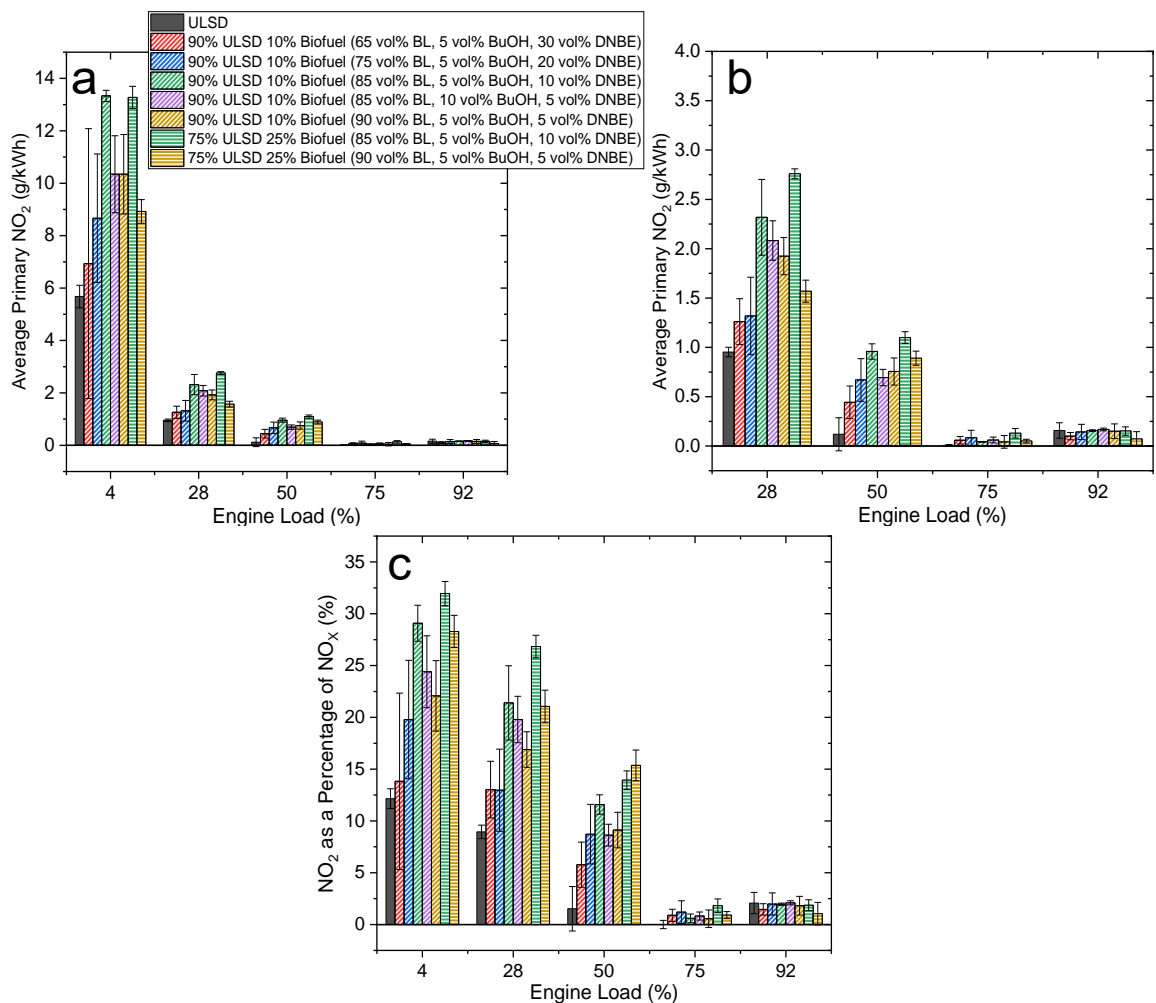 ULSD
90% ULSD 10% Biofuel (65 vol% BL, 5 vol% BuOH, 30 vol% DNBE)
90% ULSD 10% Biofuel (75 vol% BL, 5 vol% BuOH, 20 vol% DNBE)
90% ULSD 10% Biofuel (85 vol% BL, 5 vol% BuOH, 10 vol% DNBE)
90% ULSD 10% Biofuel (85 vol% BL, 10 vol% BuOH, 5 vol% DNBE)
90% ULSD 10% Biofuel (90 vol% BL, 5 vol% BuOH, 5 vol% DNBE)
75% ULSD 25% Biofuel (85 vol% BL, 5 vol% BuOH, 10 vol% DNBE)
75% ULSD 25% Biofuel (90 vol% BL, 5 vol% BuOH, 5 vol% DNBE)
a
Average Primary NO₂ (g/kWh)
14
12
10
8
6
4
2
0
4 28 50 75 92
Engine Load (%)
b
Average Primary NO₂ (g/kWh)
4.0
3.5
3.0
2.5
2.0
1.5
1.0
0.5
0.0
28 50 75 92
Engine Load (%)
c
NO₂ as a Percentage of NOₓ (%)
35
30
25
20
15
10
5
0
4 28 50 75 92
Engine Load (%)